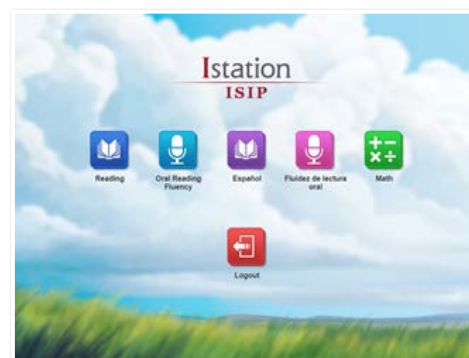 Istation
ISIP
Reading
Oral Reading
Fluency
Español
Fluidez de lectura
oral
Math
Logout